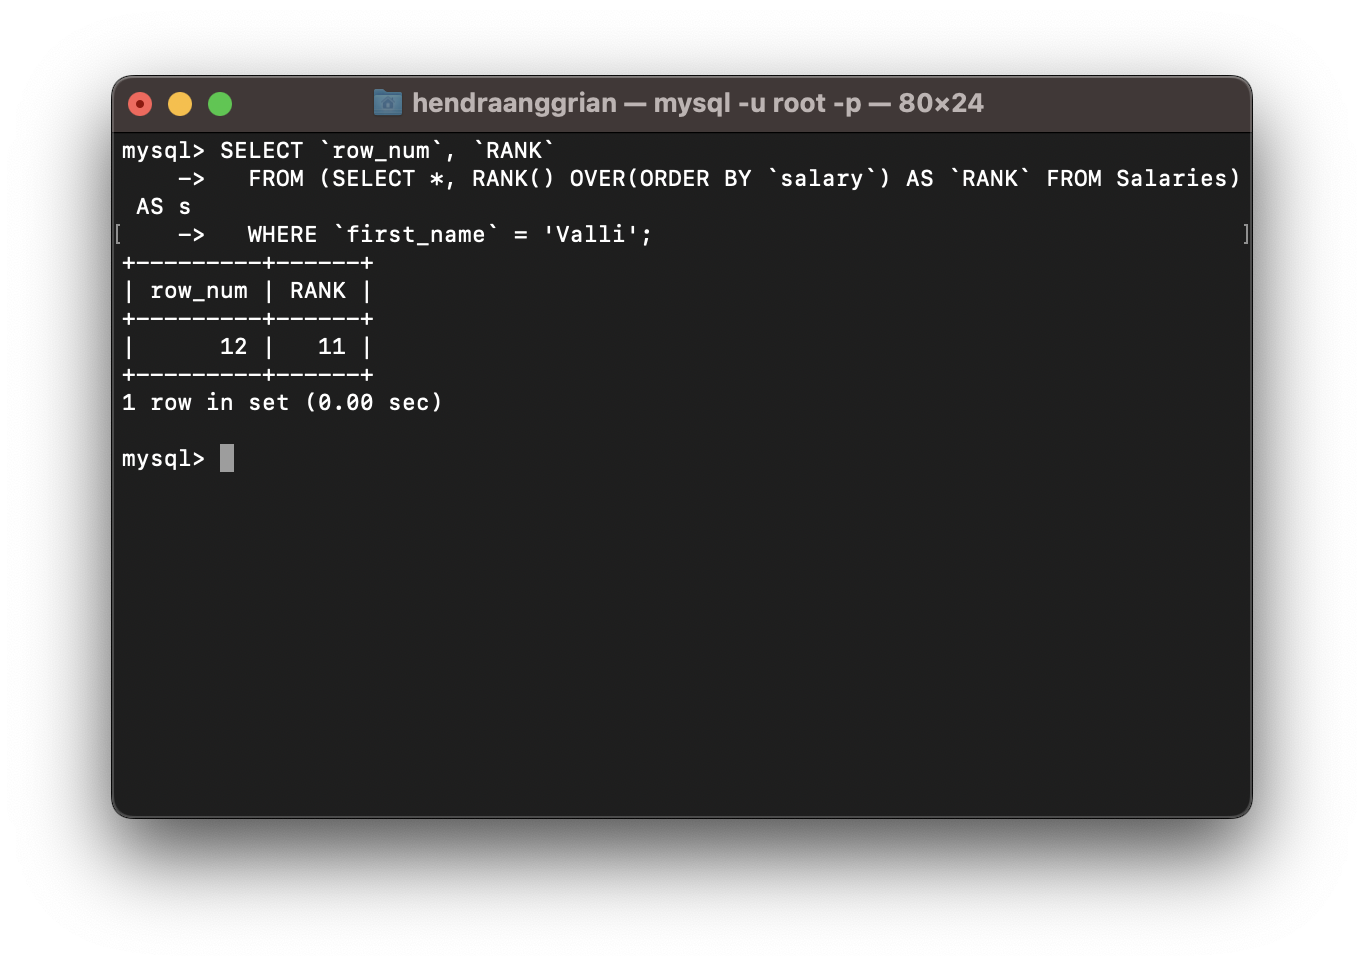 hendraanggrian — mysql -u root -p — 80×24
mysql> SELECT `row_num`, `RANK`
    ->   FROM (SELECT *, RANK() OVER(ORDER BY `salary`) AS `RANK` FROM Salaries)
 AS s
[    ->   WHERE `first_name` = 'Valli'; ]
+---------+------+
| row_num | RANK |
+---------+------+
|      12 |   11 |
+---------+------+
1 row in set (0.00 sec)
mysql>